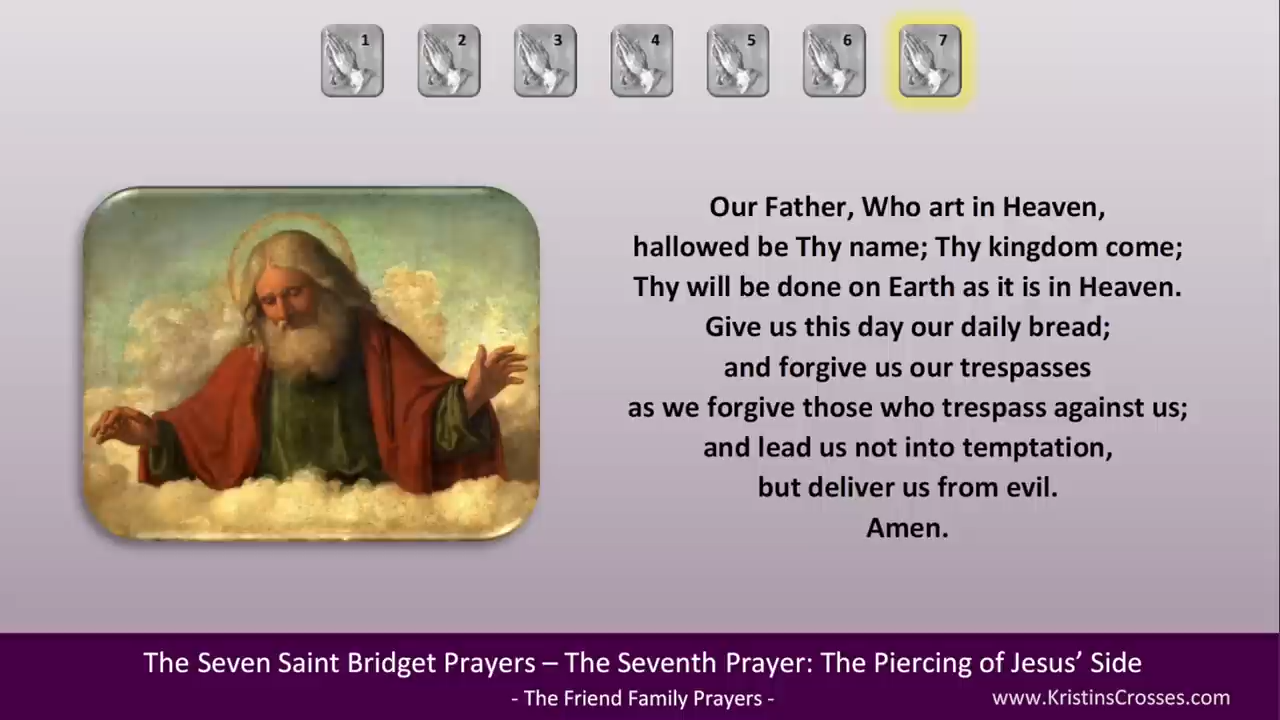 1 2 3 4 5 6 7
Our Father, Who art in Heaven,
hallowed be Thy name; Thy kingdom come;
Thy will be done on Earth as it is in Heaven.
Give us this day our daily bread;
and forgive us our trespasses
as we forgive those who trespass against us;
and lead us not into temptation,
but deliver us from evil.
Amen.
The Seven Saint Bridget Prayers – The Seventh Prayer: The Piercing of Jesus’ Side
- The Friend Family Prayers -
www.KristinsCrosses.com